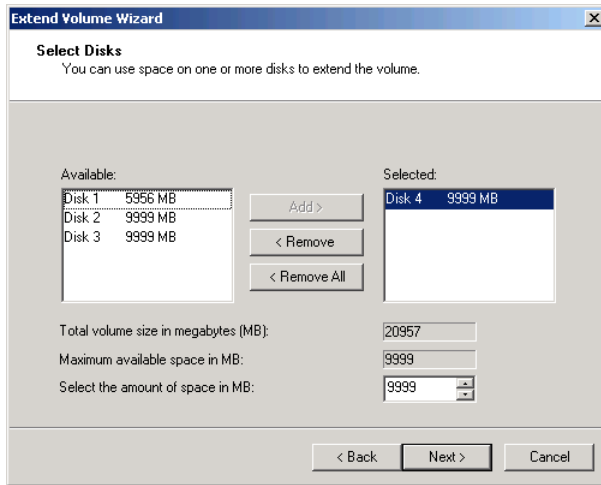 Extend Volume Wizard
Select Disks
You can use space on one or more disks to extend the volume.
Available:
Disk 1 5956 MB
Disk 2 9999 MB
Disk 3 9999 MB
Add >
< Remove
< Remove All
Selected:
Disk 4 9999 MB
Total volume size in megabytes (MB): 20957
Maximum available space in MB: 9999
Select the amount of space in MB: 9999
< Back Next > Cancel